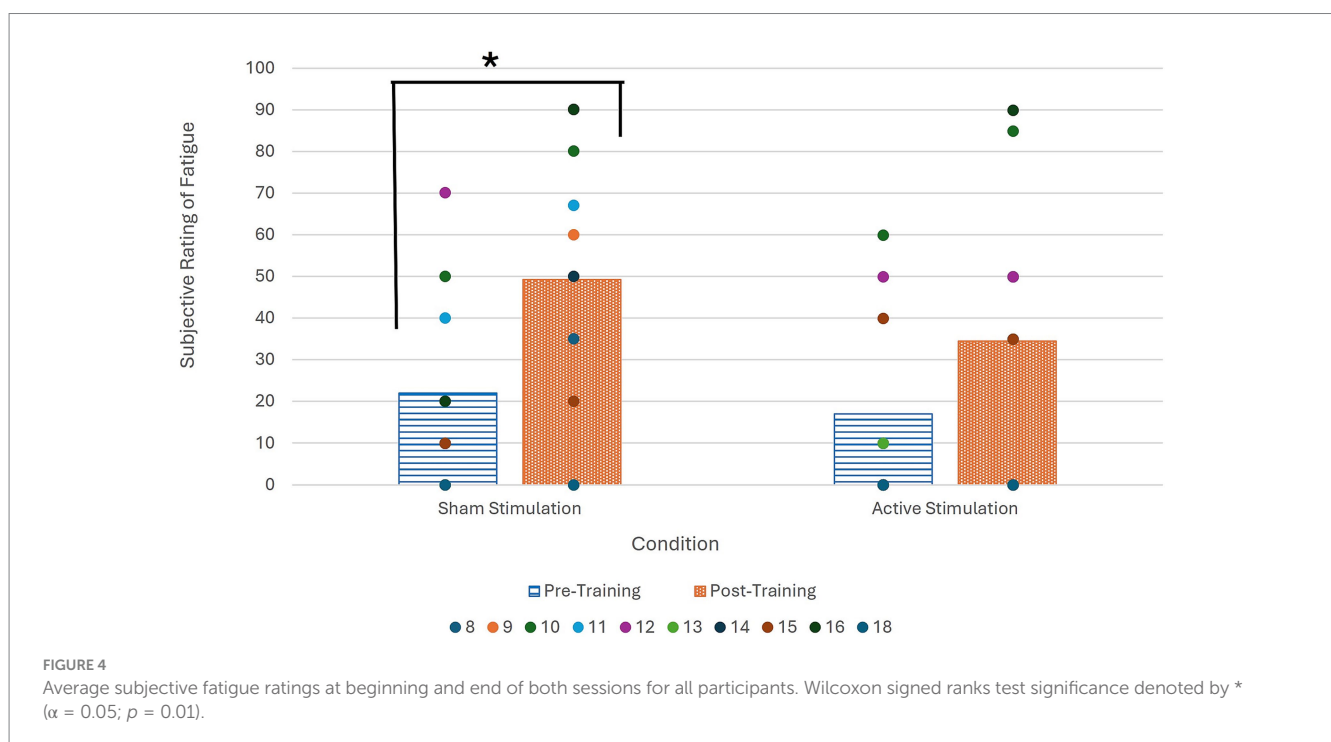 *
100
90
80
70
60
50
40
30
20
10
0
Subjective Rating of Fatigue
Sham Stimulation Active Stimulation
Condition
Pre-Training Post-Training
8 9 10 11 12 13 14 15 16 18
FIGURE 4
Average subjective fatigue ratings at beginning and end of both sessions for all participants. Wilcoxon signed ranks test significance denoted by *
(α = 0.05; p = 0.01).